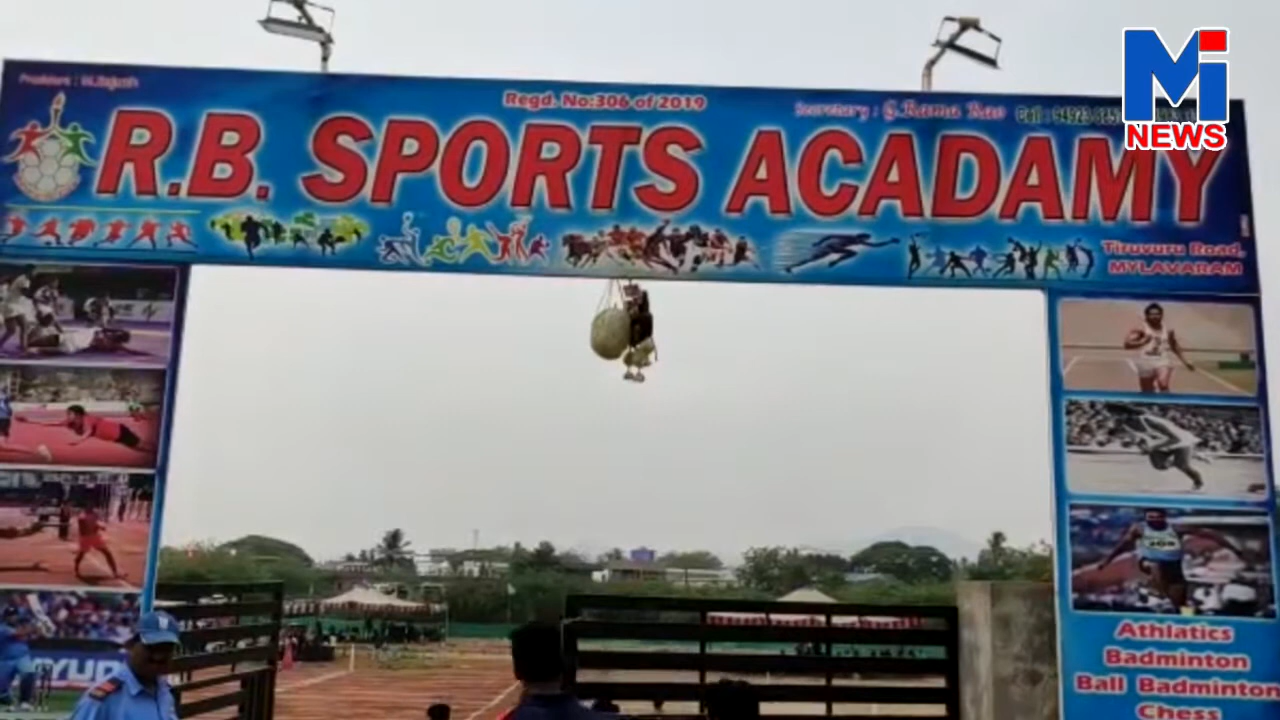 Regd. No:306 of 2019
Secretary : G. Rama Rao
R.B. SPORTS ACADAMY
Tiruvuru Road,
MYLAVARAM
Mi
NEWS
Athlatics
Badminton
Ball Badminton
Chess